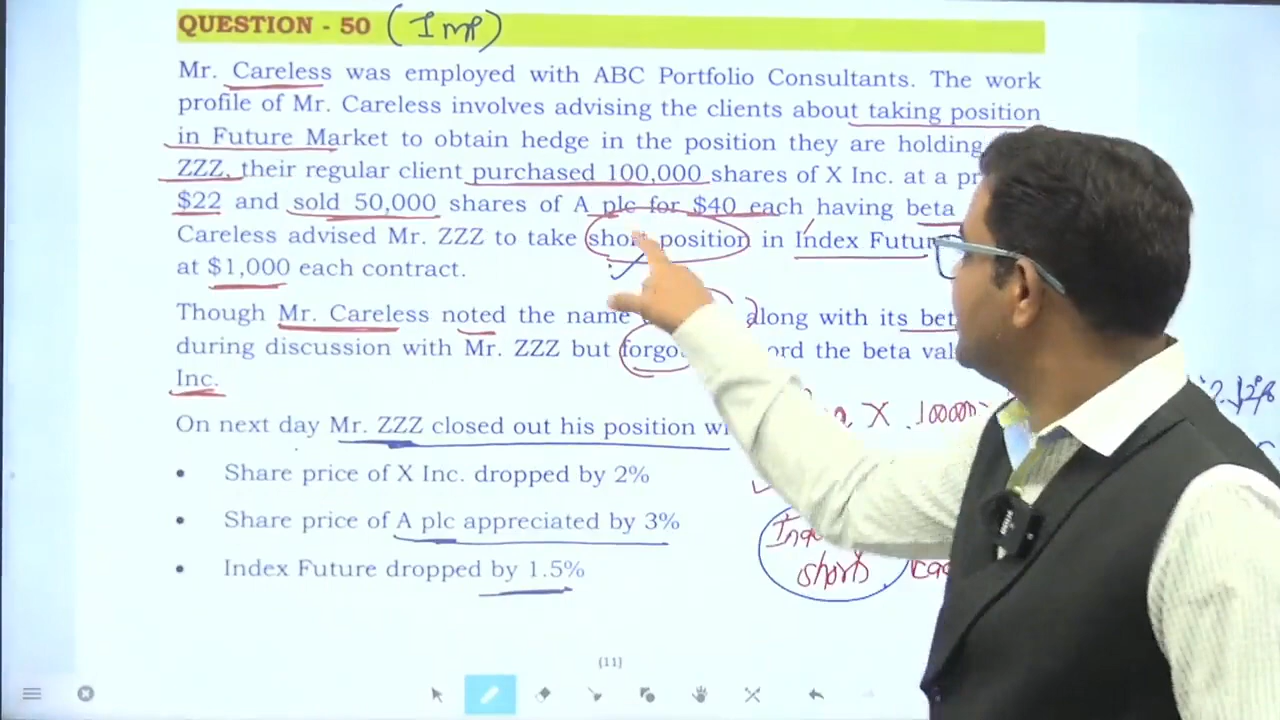 QUESTION - 50 (Imp)
Mr. Careless was employed with ABC Portfolio Consultants. The work
profile of Mr. Careless involves advising the clients about taking position
in Future Market to obtain hedge in the position they are holding.
ZZZ, their regular client purchased 100,000 shares of X Inc. at a
$22 and sold 50,000 shares of A plc for $40 each having beta
Careless advised Mr. ZZZ to take short position in Index
at $1,000 each contract.
Though Mr. Careless noted the name along with its
during discussion with Mr. ZZZ but the beta
Inc.
X 100000
On next day Mr. ZZZ closed out his position
• Share price of X Inc. dropped by 2%
• Share price of A plc appreciated by 3%
shorts
• Index Future dropped by 1.5%
(11)